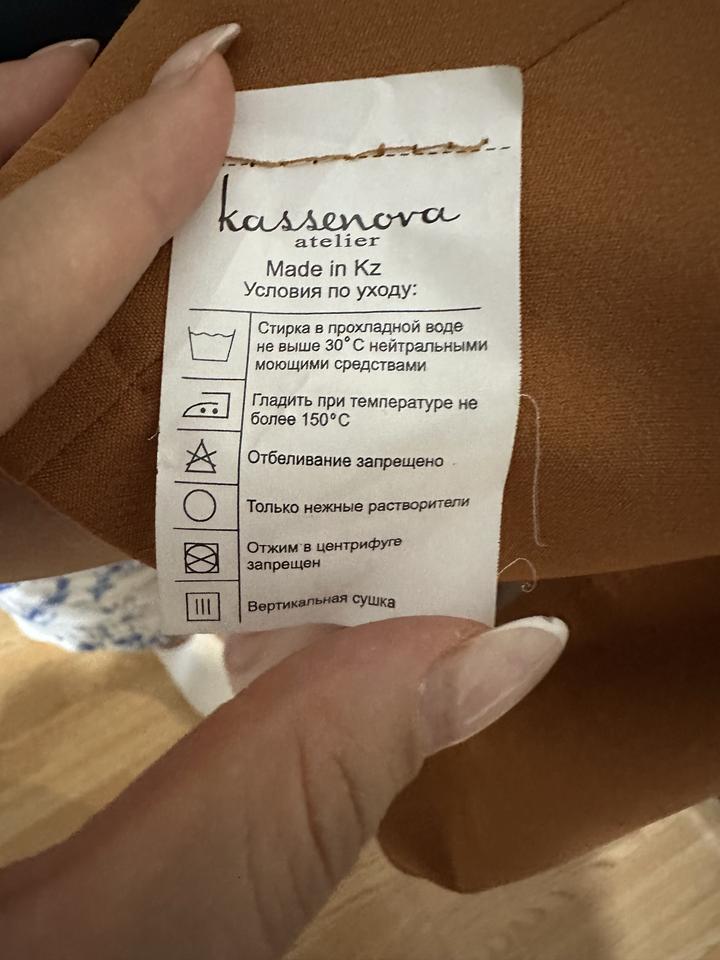 kassenova
atelier
Made in Kz
Условия по уходу:
Стирка в прохладной воде
не выше 30°C нейтральными
моющими средствами
Гладить при температуре не
более 150°C
Отбеливание запрещено
Только нежные растворители
Отжим в центрифуге
запрещен
Вертикальная сушка